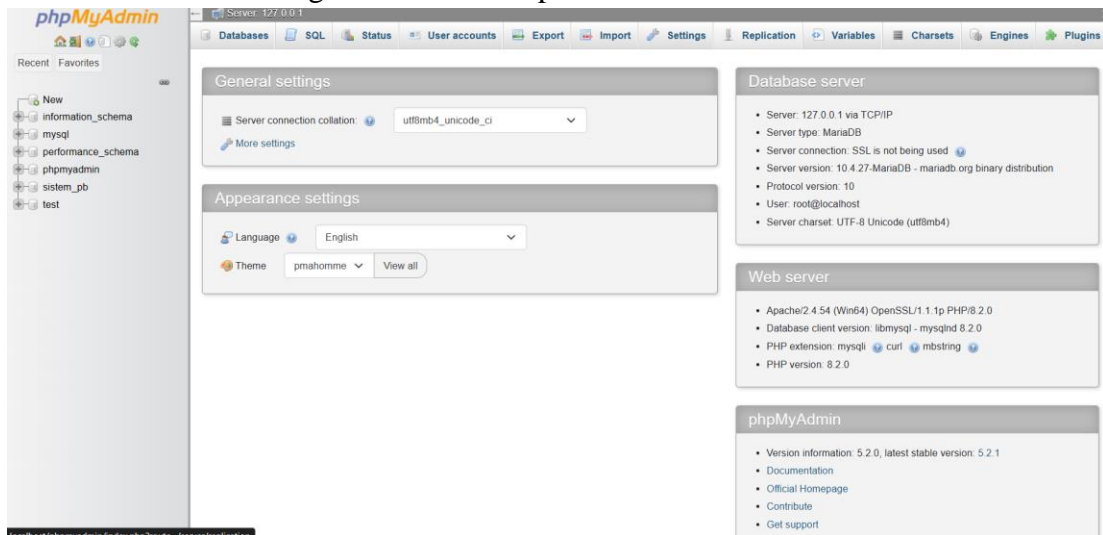 phpMyAdmin
Recent Favorites
New
information_schema
mysql
performance_schema
phpmyadmin
sistem_pb
test
Server: 127.0.0.1
Databases SQL Status User accounts Export Import Settings Replication Variables Charsets Engines Plugins
General settings
Server connection collation: utf8mb4_unicode_ci
More settings
Appearance settings
Language English
Theme pmahomme View all
Database server
Server: 127.0.0.1 via TCP/IP
Server type: MariaDB
Server connection: SSL is not being used
Server version: 10.4.27-MariaDB - mariadb.org binary distribution
Protocol version: 10
User: root@localhost
Server charset: UTF-8 Unicode (utf8mb4)
Web server
Apache/2.4.54 (Win64) OpenSSL/1.1.1p PHP/8.2.0
Database client version: libmysql - mysqlnd 8.2.0
PHP extension: mysqli curl mbstring
PHP version: 8.2.0
phpMyAdmin
Version information: 5.2.0, latest stable version: 5.2.1
Documentation
Official Homepage
Contribute
Get support